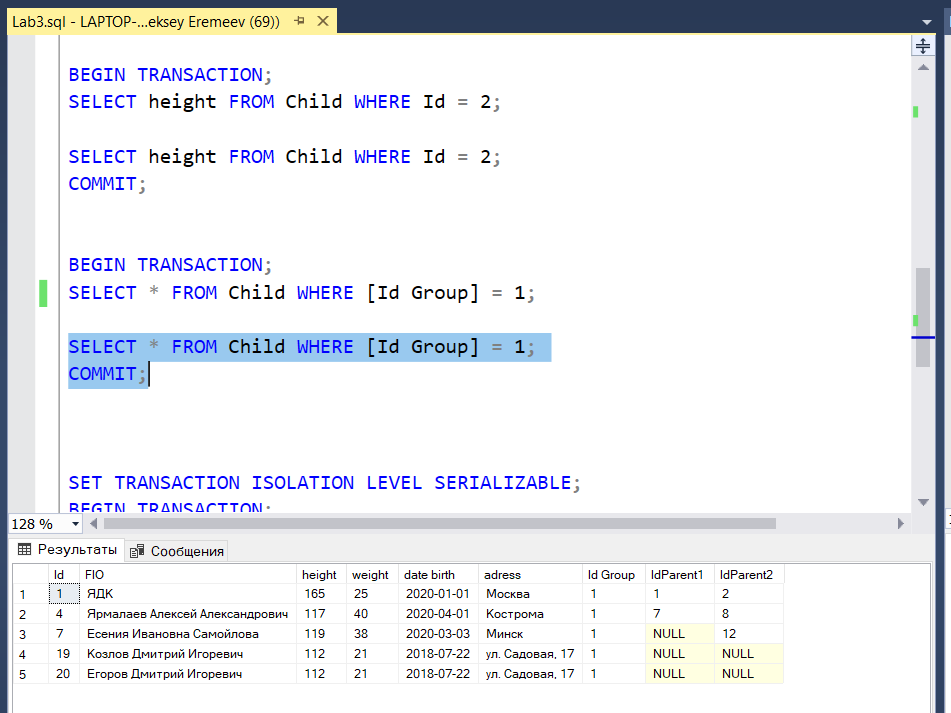 Lab3.sql - LAPTOP-...eksey Eremeev (69))
BEGIN TRANSACTION;
SELECT height FROM Child WHERE Id = 2;
SELECT height FROM Child WHERE Id = 2;
COMMIT;
BEGIN TRANSACTION;
SELECT * FROM Child WHERE [Id Group] = 1;
SELECT * FROM Child WHERE [Id Group] = 1;
COMMIT;
SET TRANSACTION ISOLATION LEVEL SERIALIZABLE;
BEGIN TRANSACTION;
128 %
Результаты Сообщения
Id FIO height weight date birth adress Id Group IdParent1 IdParent2
1 1 ЯДК 165 25 2020-01-01 Москва 1 1 2
2 4 Ярмалаев Алексей Александрович 117 40 2020-04-01 Кострома 1 7 8
3 7 Есения Ивановна Самойлова 119 38 2020-03-03 Минск 1 NULL 12
4 19 Козлов Дмитрий Игоревич 112 21 2018-07-22 ул. Садовая, 17 1 NULL NULL
5 20 Егоров Дмитрий Игоревич 112 21 2018-07-22 ул. Садовая, 17 1 NULL NULL